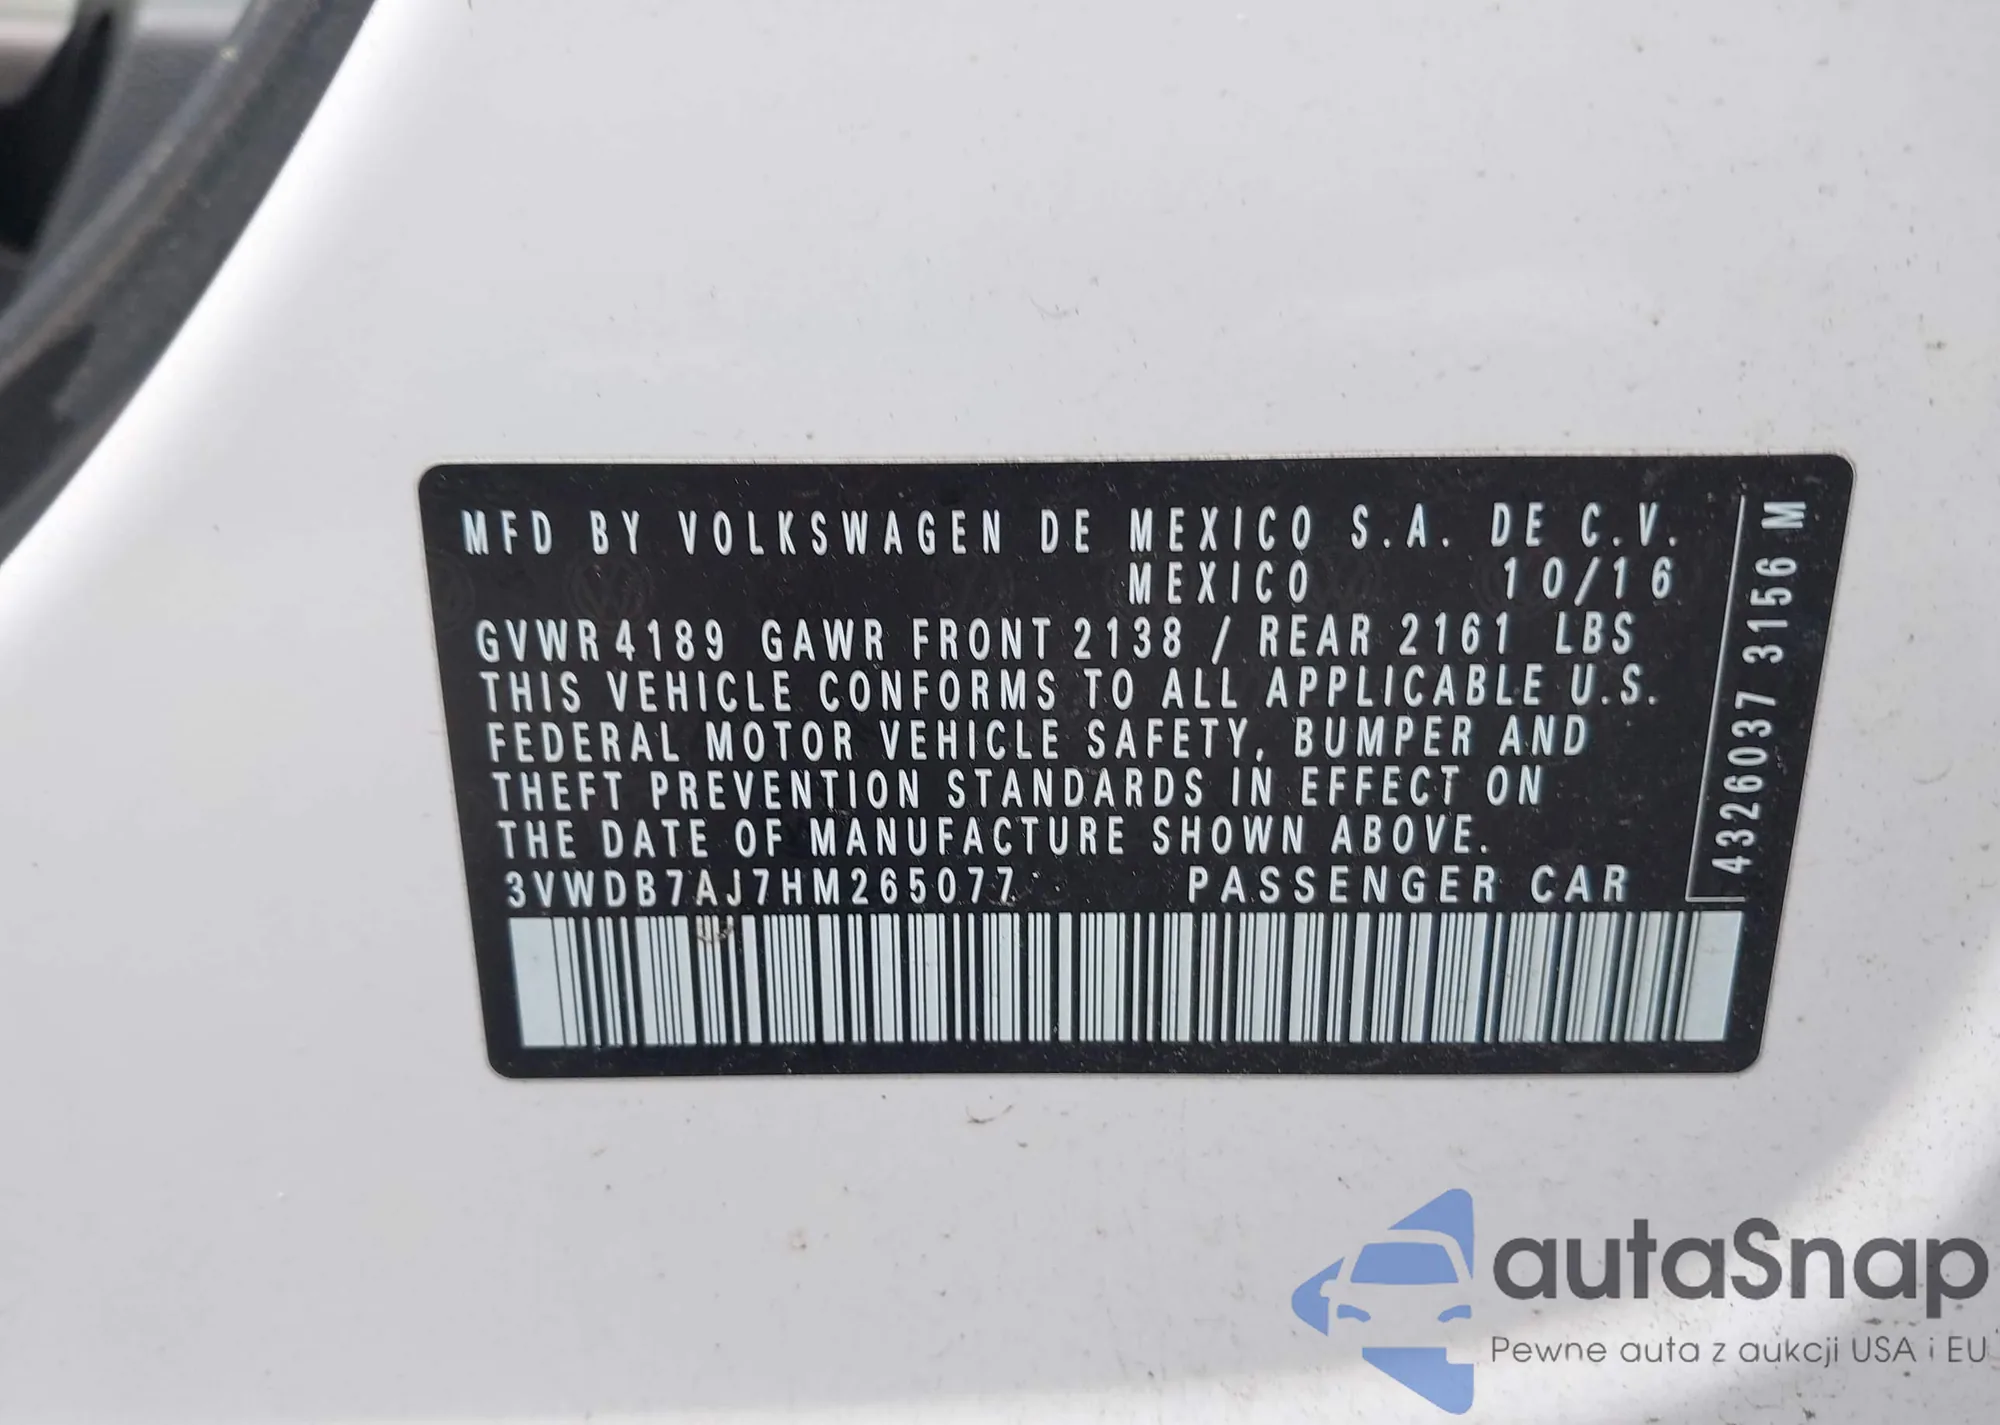 MFD BY VOLKSWAGEN DE MEXICO S.A. DE C.V.
MEXICO 10/16
GVWR 4189 GAWR FRONT 2138 / REAR 2161 LBS
THIS VEHICLE CONFORMS TO ALL APPLICABLE U.S.
FEDERAL MOTOR VEHICLE SAFETY, BUMPER AND
THEFT PREVENTION STANDARDS IN EFFECT ON
THE DATE OF MANUFACTURE SHOWN ABOVE.
3VWDB7AJ7HM265077 PASSENGER CAR
4326037 3156 M
autaSnap
Pewne auta z aukcji USA i EU